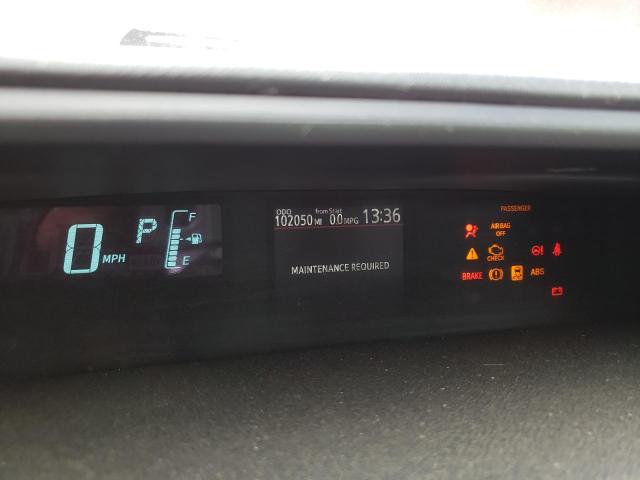 0 MPH
P
F
E
ODO from Start
102050 MI 0.0 MPG 13:36
MAINTENANCE REQUIRED
PASSENGER
AIR BAG
OFF
CHECK
BRAKE ABS